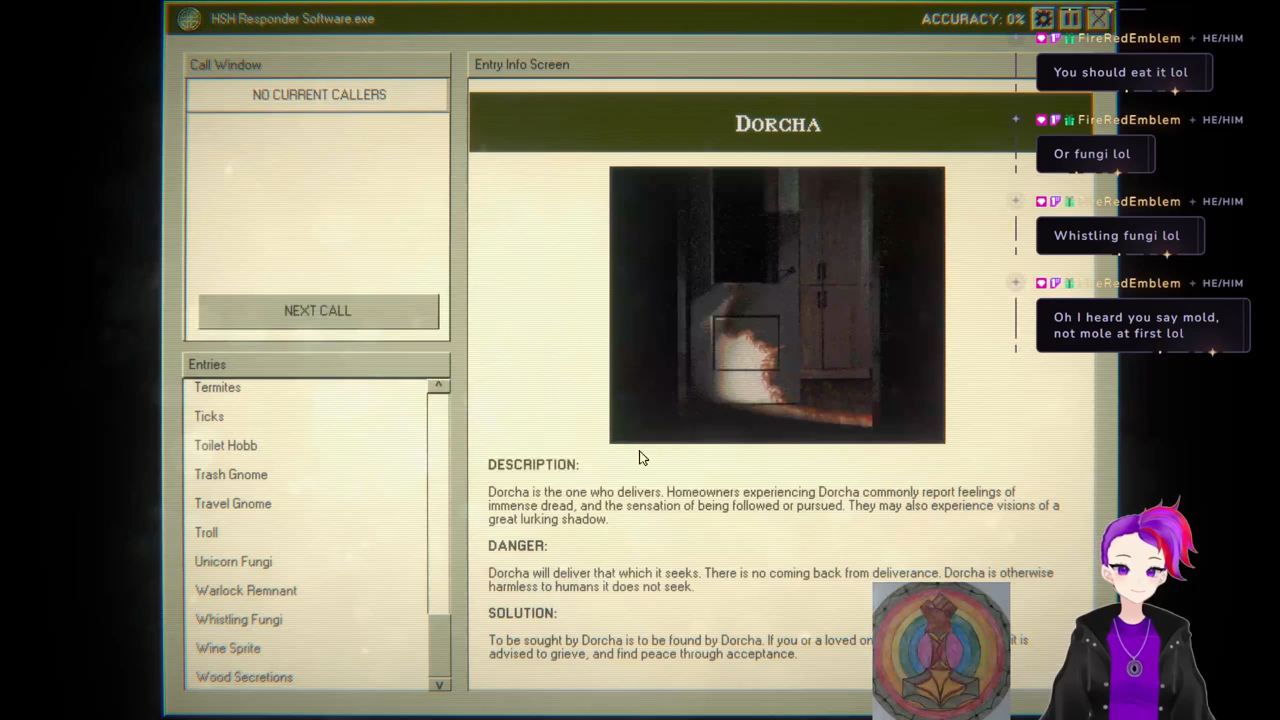 HSH Responder Software.exe
ACCURACY: 0%
Call Window
NO CURRENT CALLERS
NEXT CALL
Entries
Termites
Ticks
Toilet Hobb
Trash Gnome
Travel Gnome
Troll
Unicorn Fungi
Warlock Remnant
Whistling Fungi
Wine Sprite
Wood Secretions
Entry Info Screen
Dorcha
DESCRIPTION:
Dorcha is the one who delivers. Homeowners experiencing Dorcha commonly report feelings of
immense dread, and the sensation of being followed or pursued. They may also experience visions of a
great lurking shadow.
DANGER:
Dorcha will deliver that which it seeks. There is no coming back from deliverance. Dorcha is otherwise
harmless to humans it does not seek.
SOLUTION:
To be sought by Dorcha is to be found by Dorcha. If you or a loved on it is
advised to grieve, and find peace through acceptance.
FireRedEmblem HE/HIM
You should eat it lol
FireRedEmblem HE/HIM
Or fungi lol
FireRedEmblem HE/HIM
Whistling fungi lol
FireRedEmblem HE/HIM
Oh I heard you say mold,
not mole at first lol